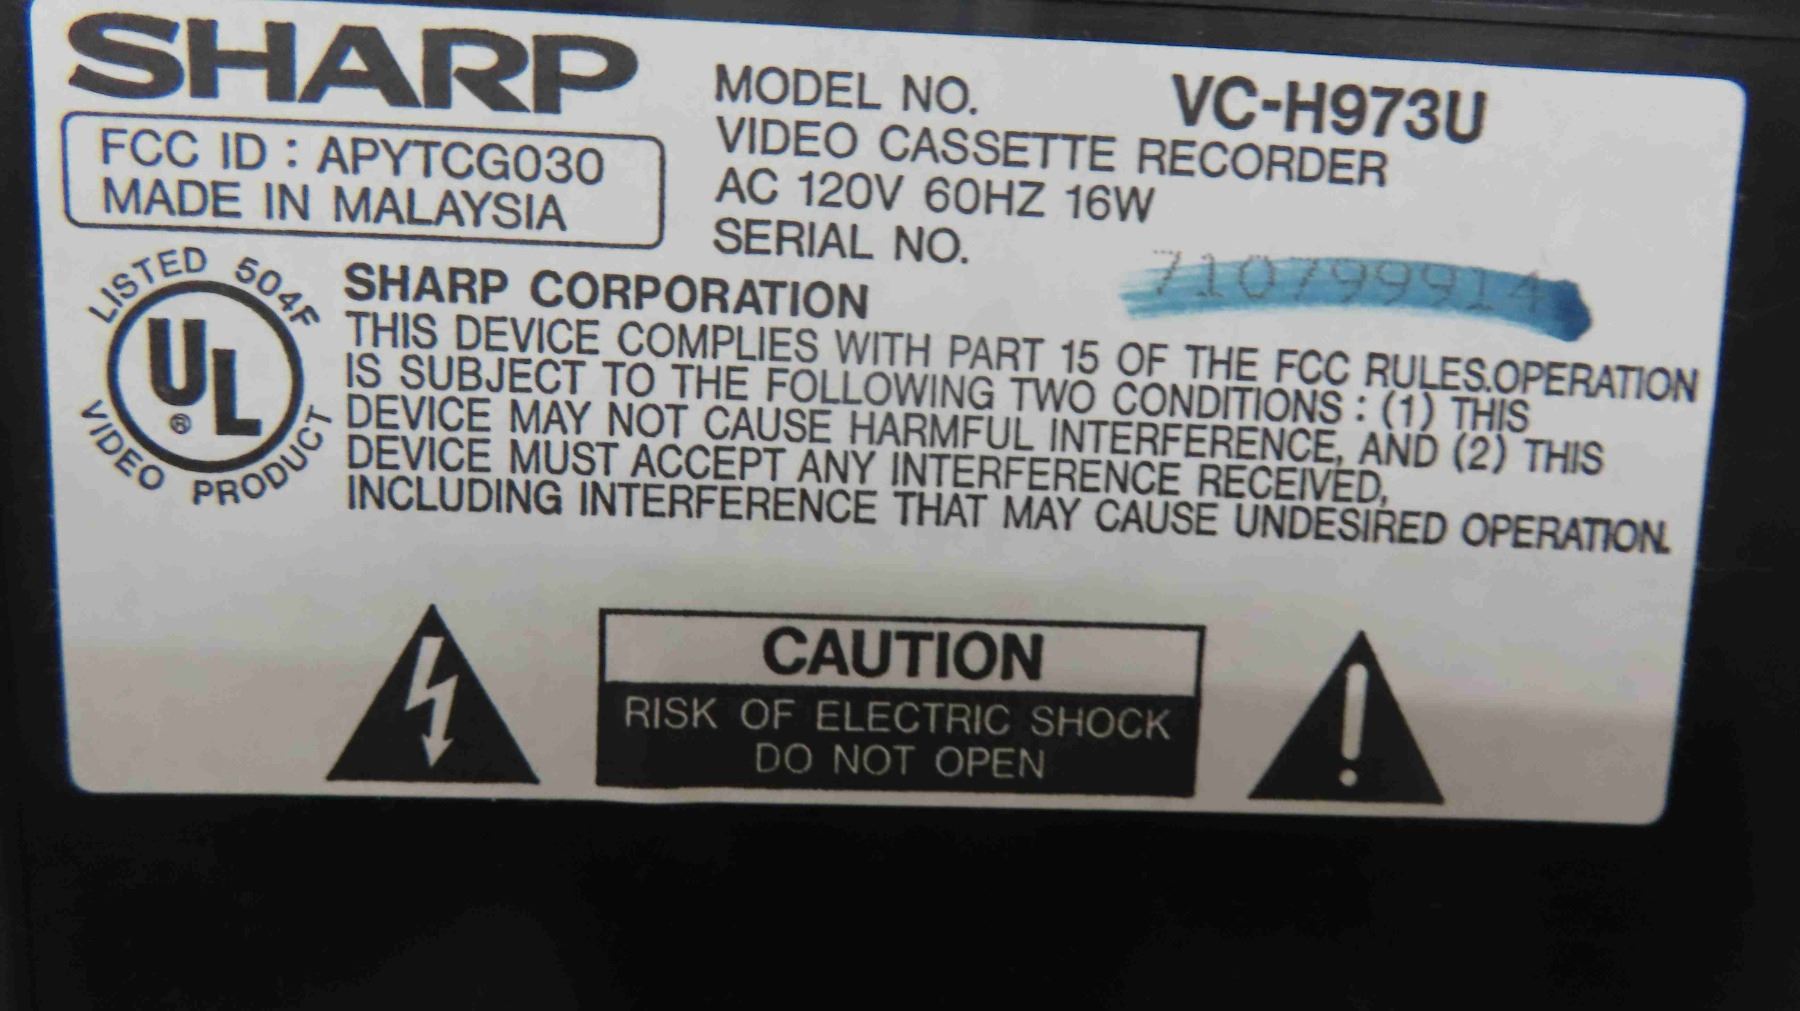 SHARP
FCC ID : APYTCG030
MADE IN MALAYSIA
MODEL NO. VC-H973U
VIDEO CASSETTE RECORDER
AC 120V 60HZ 16W
SERIAL NO. 710799914
LISTED 504F
UL
®
VIDEO PRODUCT
SHARP CORPORATION
THIS DEVICE COMPLIES WITH PART 15 OF THE FCC RULES.OPERATION
IS SUBJECT TO THE FOLLOWING TWO CONDITIONS : (1) THIS
DEVICE MAY NOT CAUSE HARMFUL INTERFERENCE, AND (2) THIS
DEVICE MUST ACCEPT ANY INTERFERENCE RECEIVED,
INCLUDING INTERFERENCE THAT MAY CAUSE UNDESIRED OPERATION.
CAUTION
RISK OF ELECTRIC SHOCK
DO NOT OPEN